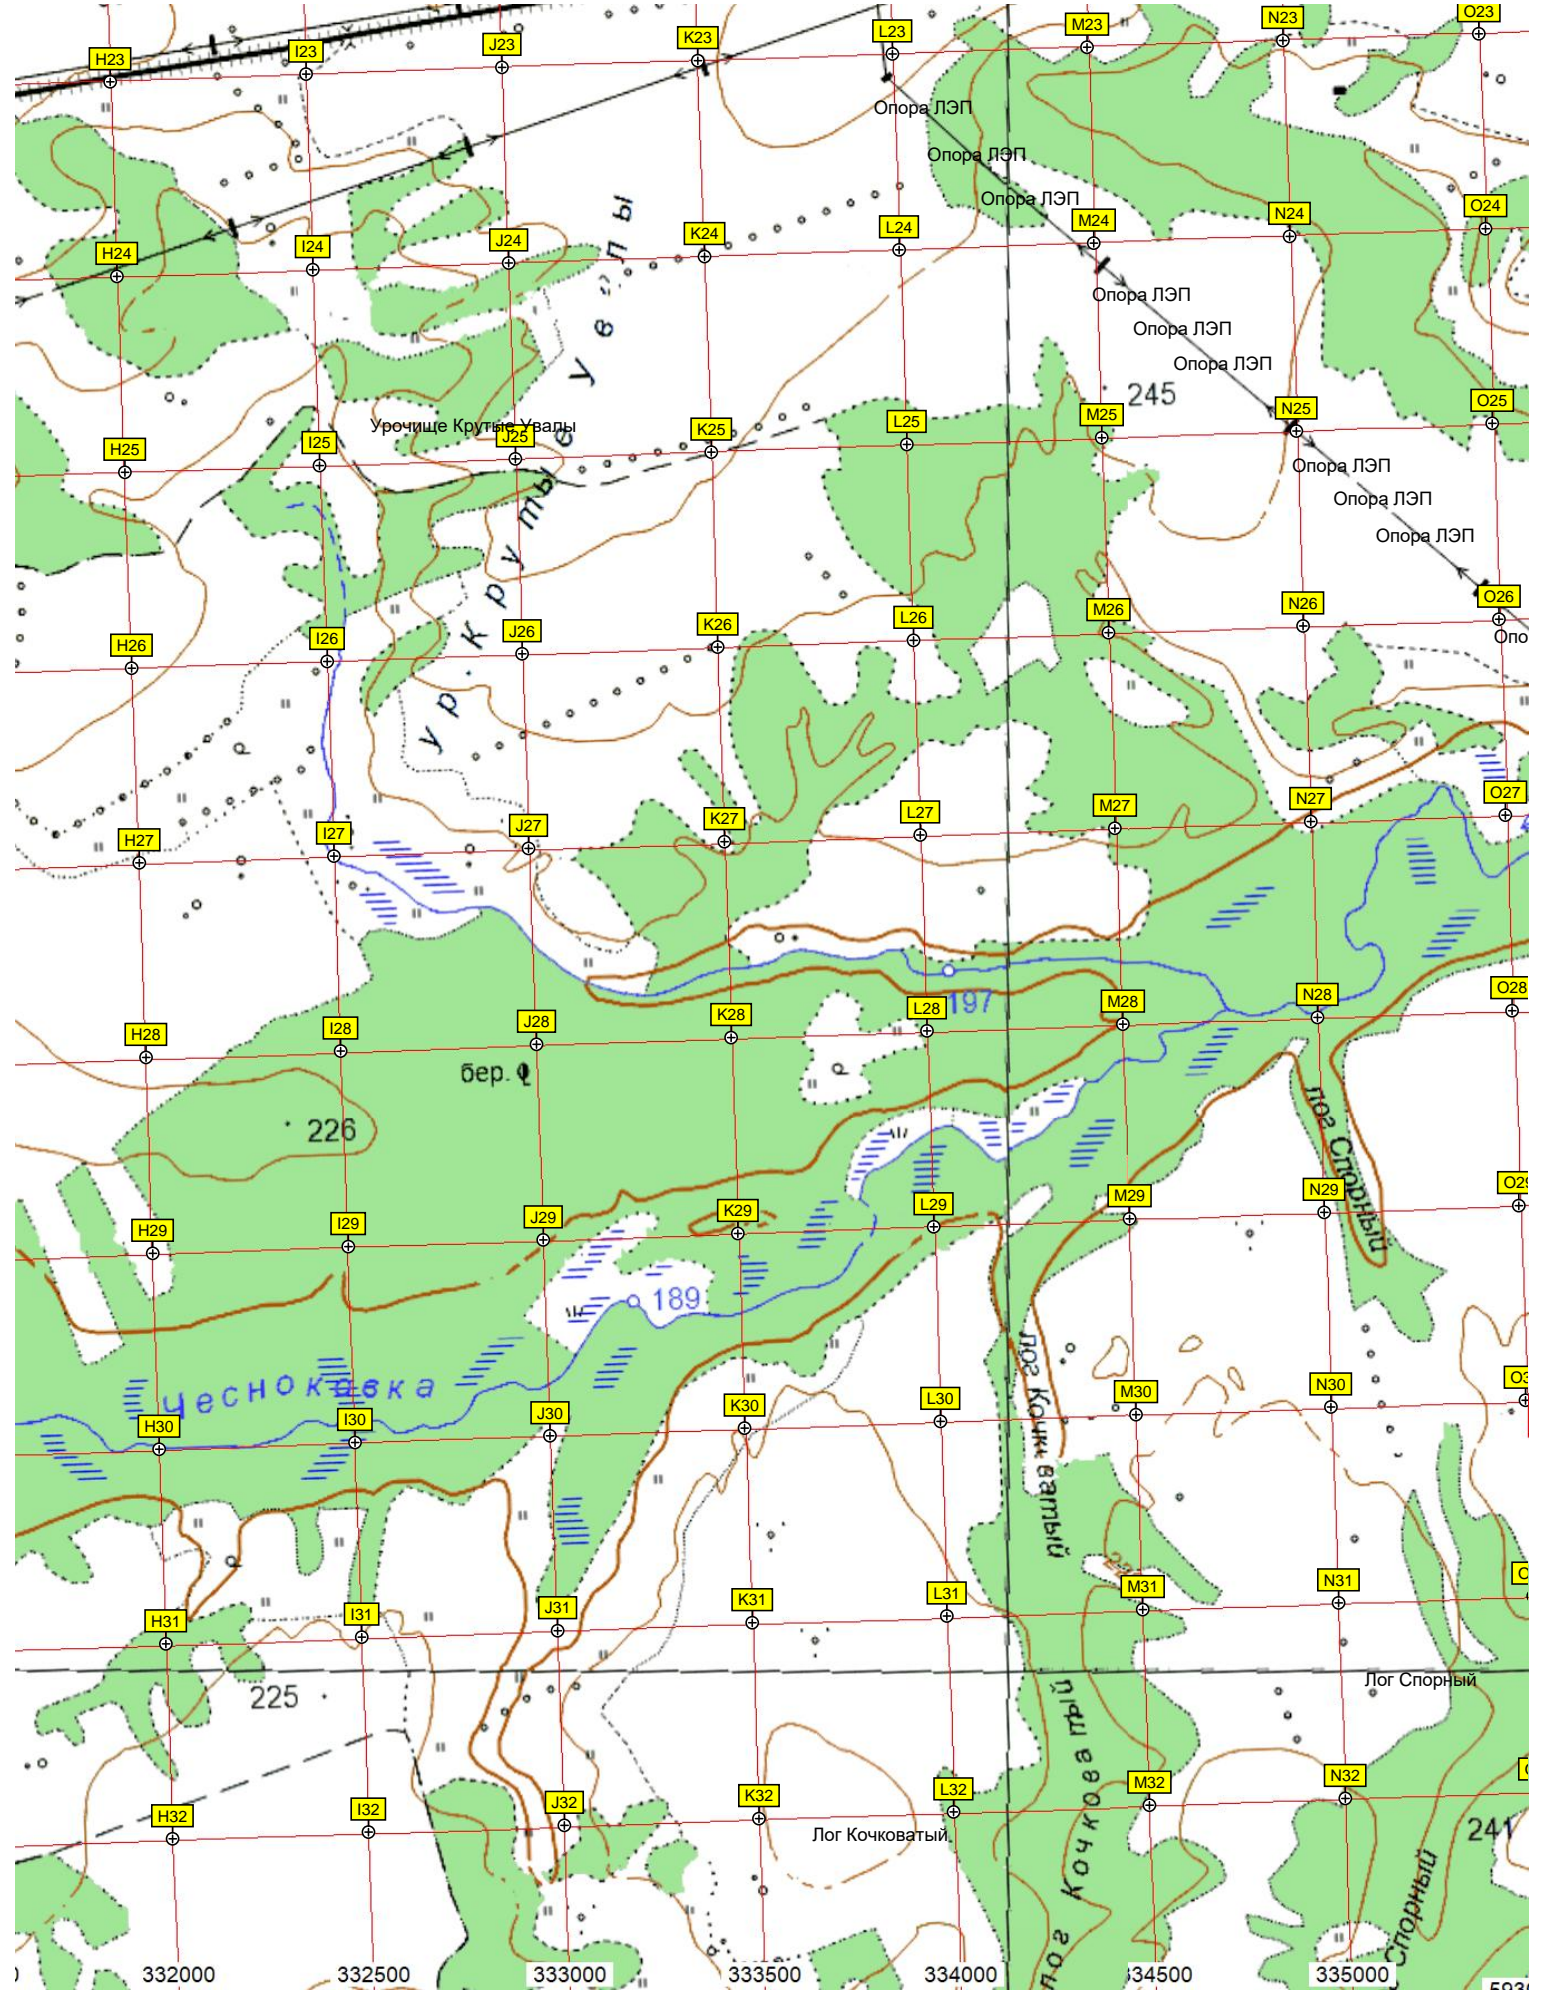 H23
I23
J23
K23
L23
M23
N23
O23
Опора ЛЭП
Опора ЛЭП
Опора ЛЭП
H24
I24
J24
K24
L24
M24
N24
O24
Опора ЛЭП
Опора ЛЭП
Опора ЛЭП
245
Урочище Крутые Увалы
ур. Крутые
H25
I25
J25
K25
L25
M25
N25
O25
Опора ЛЭП
Опора ЛЭП
Опора ЛЭП
H26
I26
J26
K26
L26
M26
N26
O26
Опо
H27
I27
J27
K27
L27
M27
N27
O27
197
H28
I28
J28
K28
L28
M28
N28
O28
бер.
226
лог Спорный
H29
I29
J29
K29
L29
M29
N29
O29
189
Чесноковка
H30
I30
J30
K30
L30
M30
N30
O3
H31
I31
J31
K31
L31
M31
N31
225
Лог Спорный
H32
I32
J32
K32
L32
M32
N32
Лог Кочковатый
лог Кочковатый
241
Спорный
332000
332500
333000
333500
334000
334500
335000